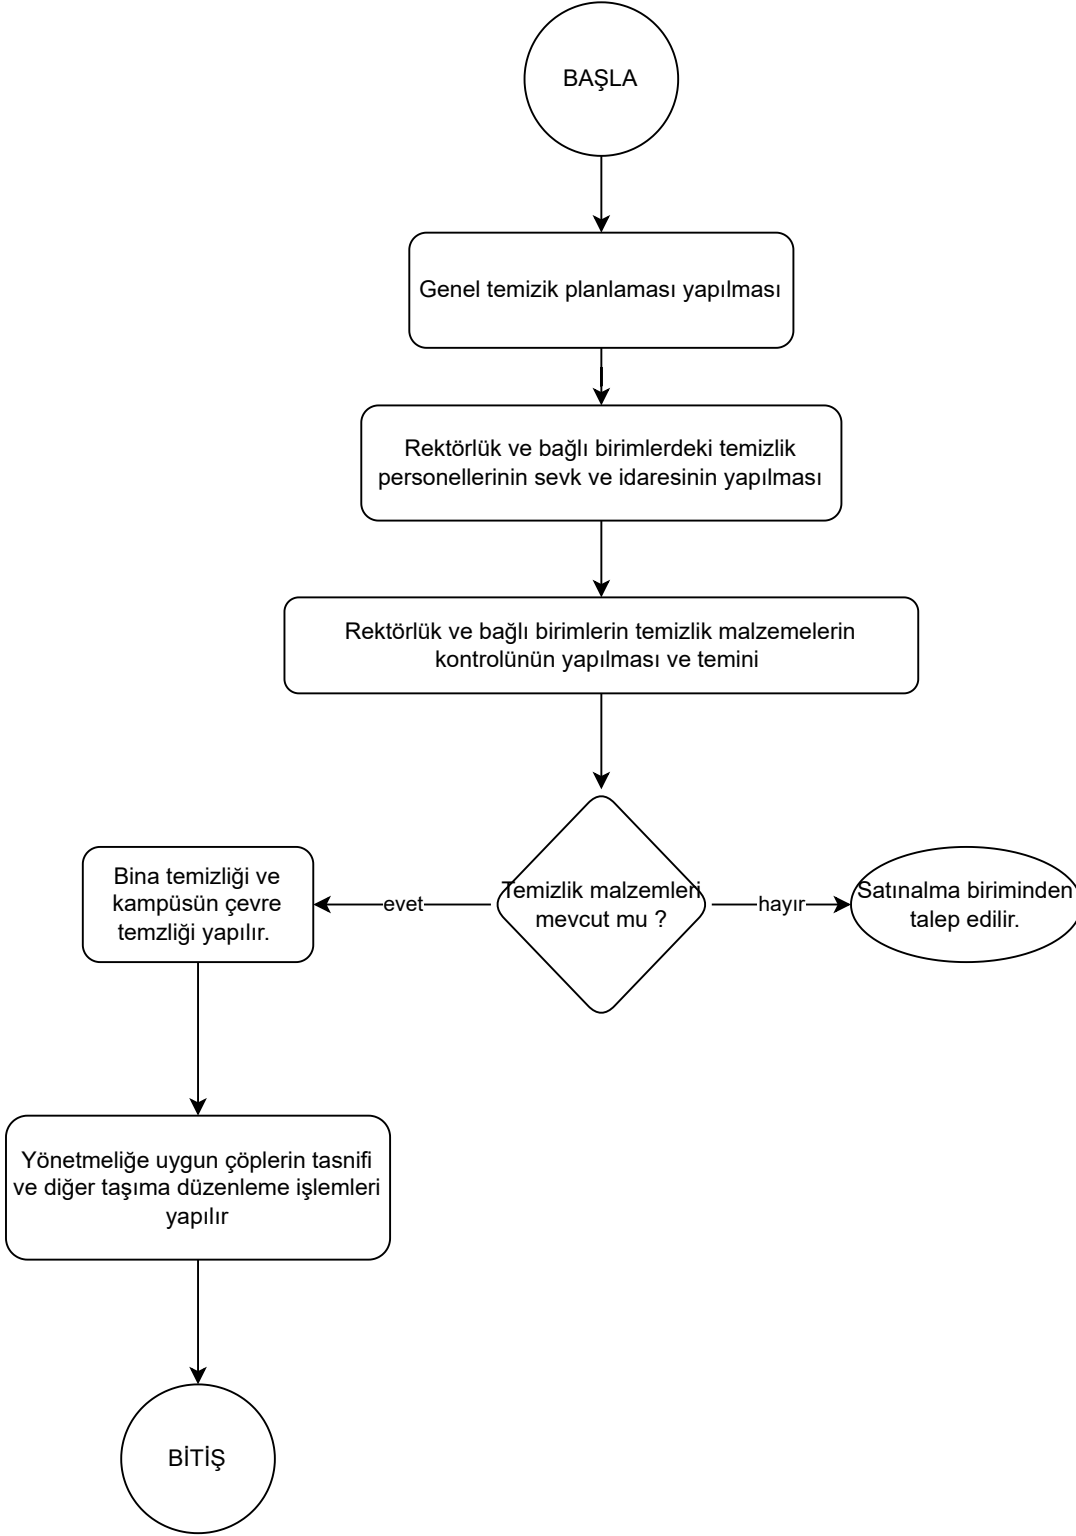 BAŞLA
Genel temizik planlaması yapılması
Rektörlük ve bağlı birimlerdeki temizlik
personellerinin sevk ve idaresinin yapılması
Rektörlük ve bağlı birimlerin temizlik malzemelerin
kontrolünün yapılması ve temini
Temizlik malzemleri
mevcut mu ?
evet
hayır
Bina temizliği ve
kampüsün çevre
temzliği yapılır.
Satınalma biriminden
talep edilir.
Yönetmeliğe uygun çöplerin tasnifi
ve diğer taşıma düzenleme işlemleri
yapılır
BİTİŞ